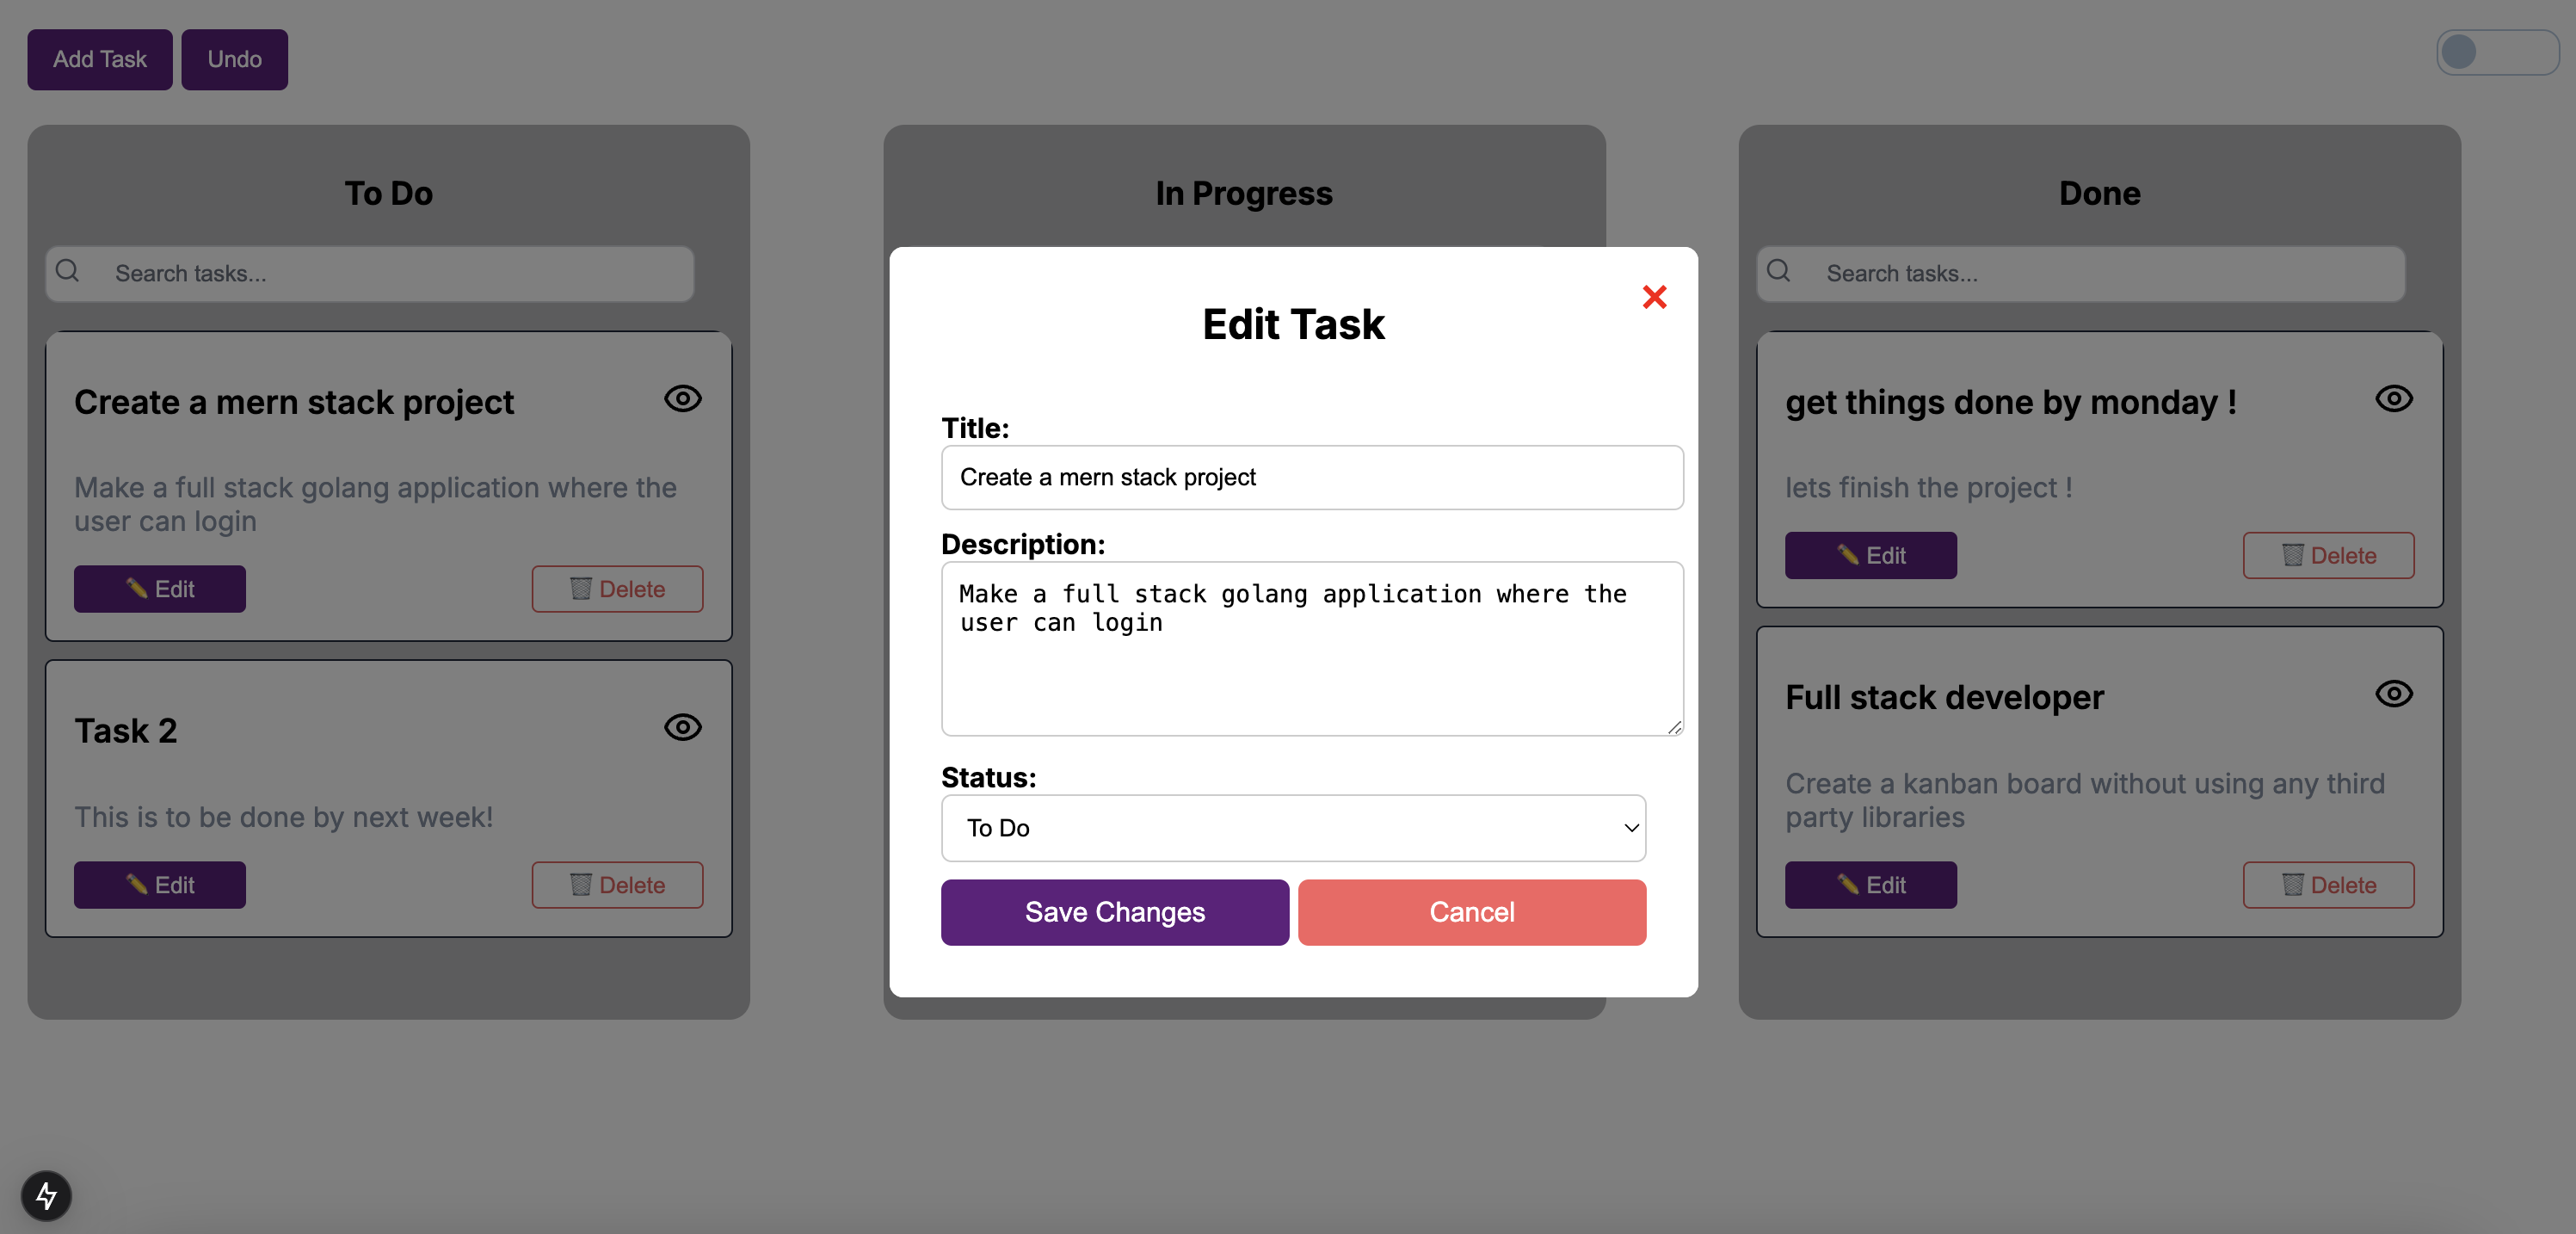 Add Task
Undo
To Do
Search tasks...
Create a mern stack project
Make a full stack golang application where the
user can login
✏️ Edit
🗑️ Delete
Task 2
This is to be done by next week!
✏️ Edit
🗑️ Delete
In Progress
Edit Task
Title:
Create a mern stack project
Description:
Make a full stack golang application where the
user can login
Status:
To Do
Save Changes
Cancel
Done
Search tasks...
get things done by monday !
lets finish the project !
✏️ Edit
🗑️ Delete
Full stack developer
Create a kanban board without using any third
party libraries
✏️ Edit
🗑️ Delete